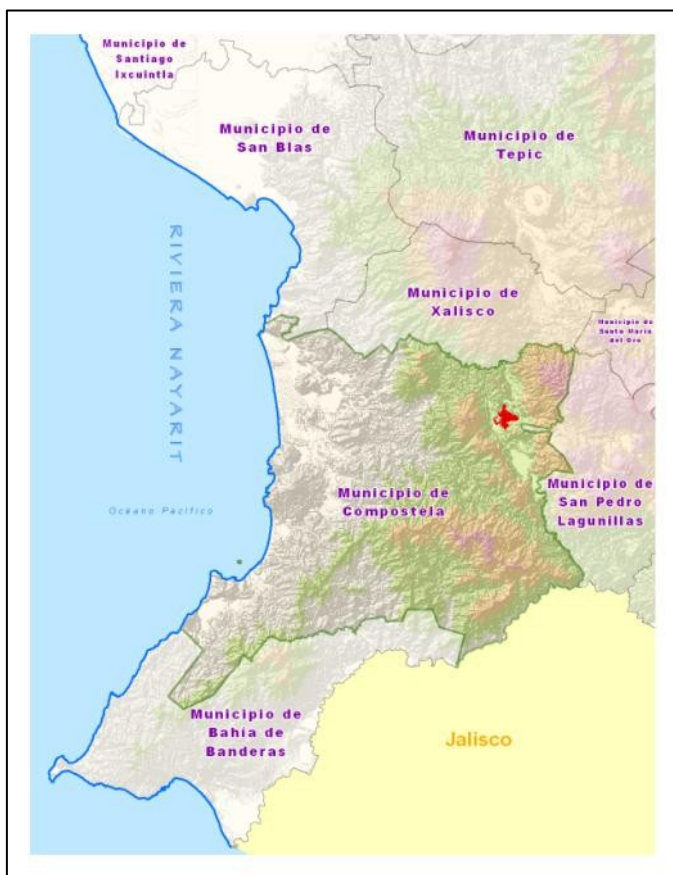 Municipio de
Santiago
Ixcuintla
Municipio de
San Blas
Municipio de
Tepic
RIVIERA NAYARIT
Municipio de
Xalisco
Municipio de
Santa María
del Oro
Municipio de
Compostela
Municipio de
San Pedro
Lagunillas
Océano Pacífico
Municipio de
Bahía de
Banderas
Jalisco